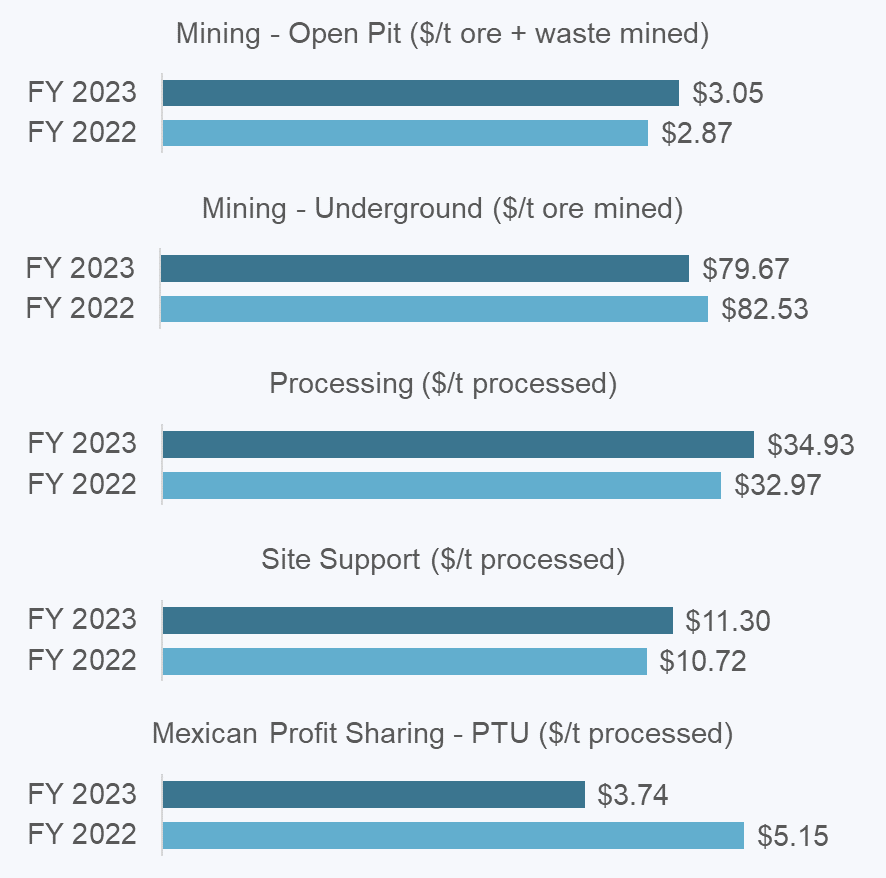 Mining - Open Pit ($/t ore + waste mined)
FY 2023 $3.05
FY 2022 $2.87
Mining - Underground ($/t ore mined)
FY 2023 $79.67
FY 2022 $82.53
Processing ($/t processed)
FY 2023 $34.93
FY 2022 $32.97
Site Support ($/t processed)
FY 2023 $11.30
FY 2022 $10.72
Mexican Profit Sharing - PTU ($/t processed)
FY 2023 $3.74
FY 2022 $5.15